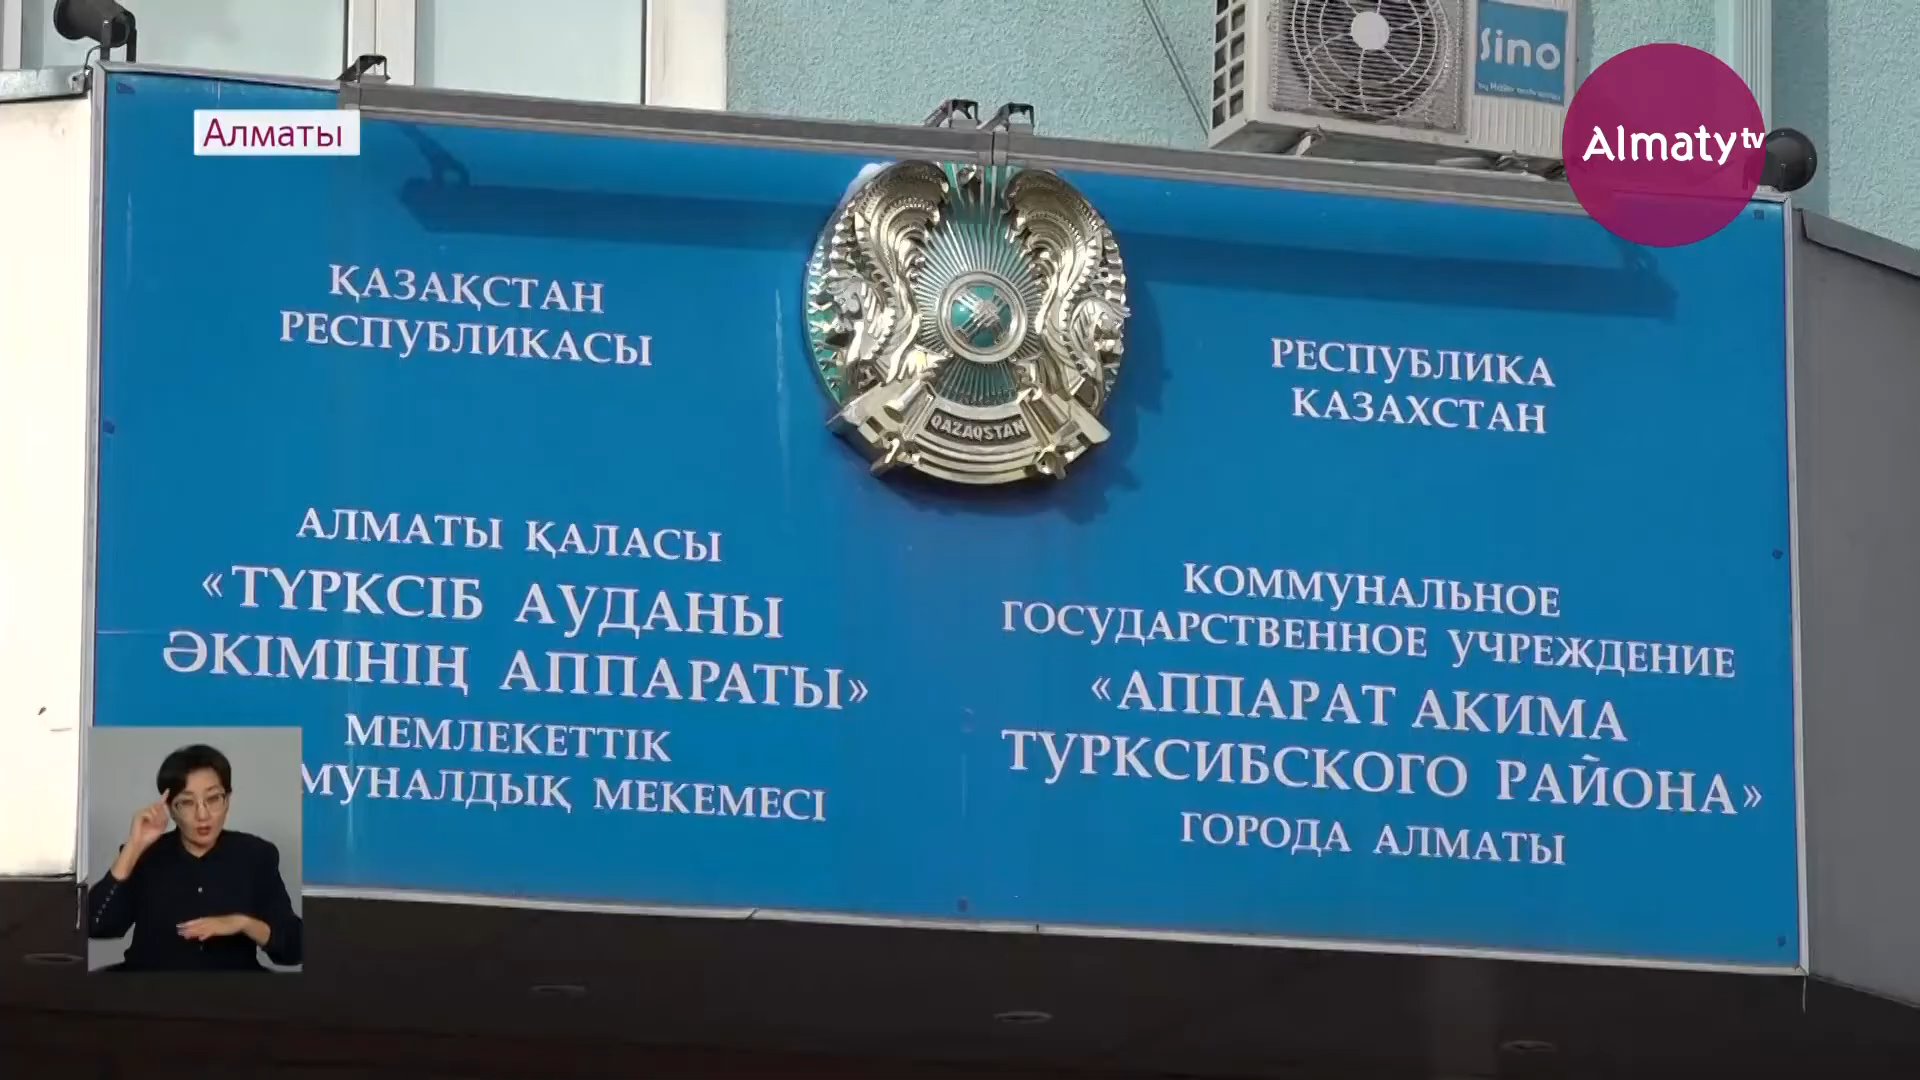 Алматы
Sino
Almaty tv
ҚАЗАҚСТАН
РЕСПУБЛИКАСЫ
QAZAQSTAN
РЕСПУБЛИКА
КАЗАХСТАН
АЛМАТЫ ҚАЛАСЫ
«ТҮРКСІБ АУДАНЫ
ӘКІМІНІҢ АППАРАТЫ»
МЕМЛЕКЕТТІК
МУНАЛДЫҚ МЕКЕМЕСІ
КОММУНАЛЬНОЕ
ГОСУДАРСТВЕННОЕ УЧРЕЖДЕНИЕ
«АППАРАТ АКИМА
ТУРКСИБСКОГО РАЙОНА»
ГОРОДА АЛМАТЫ